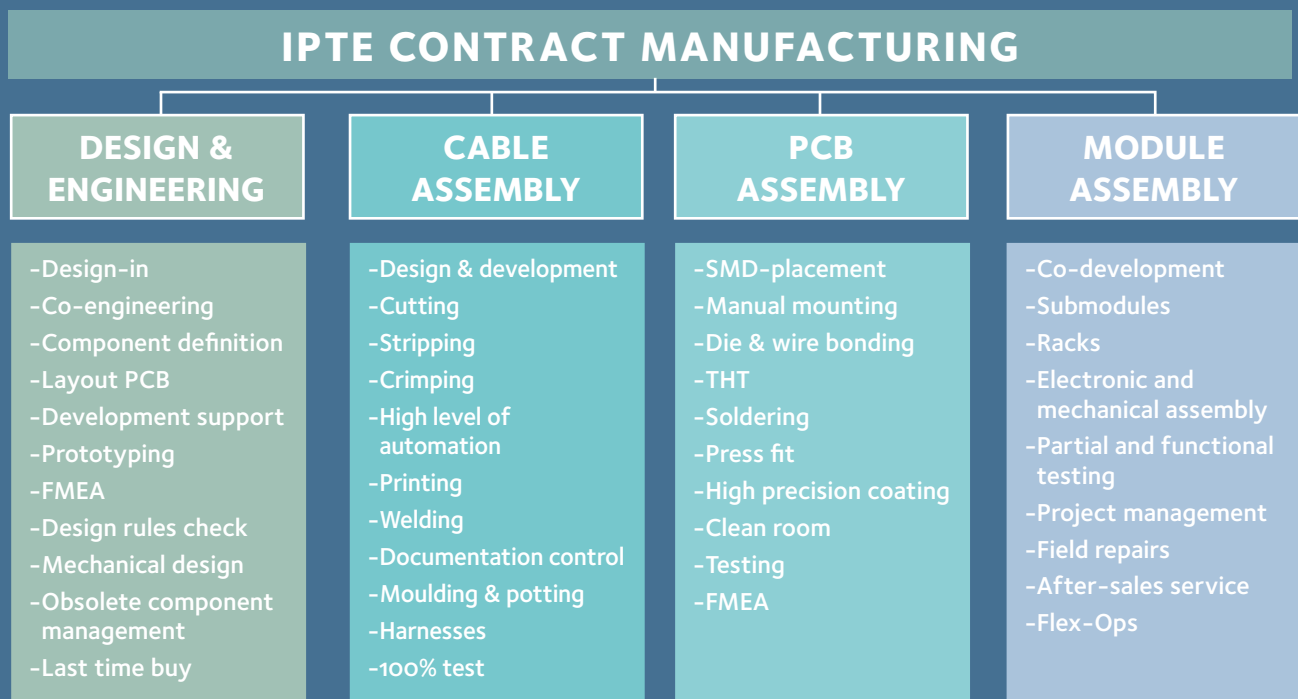 IPTE CONTRACT MANUFACTURING
DESIGN &
ENGINEERING
-Design-in
-Co-engineering
-Component definition
-Layout PCB
-Development support
-Prototyping
-FMEA
-Design rules check
-Mechanical design
-Obsolete component
management
-Last time buy
CABLE
ASSEMBLY
-Design & development
-Cutting
-Stripping
-Crimping
-High level of
automation
-Printing
-Welding
-Documentation control
-Moulding & potting
-Harnesses
-100% test
PCB
ASSEMBLY
-SMD-placement
-Manual mounting
-Die & wire bonding
-THT
-Soldering
-Press fit
-High precision coating
-Clean room
-Testing
-FMEA
MODULE
ASSEMBLY
-Co-development
-Submodules
-Racks
-Electronic and
mechanical assembly
-Partial and functional
testing
-Project management
-Field repairs
-After-sales service
-Flex-Ops